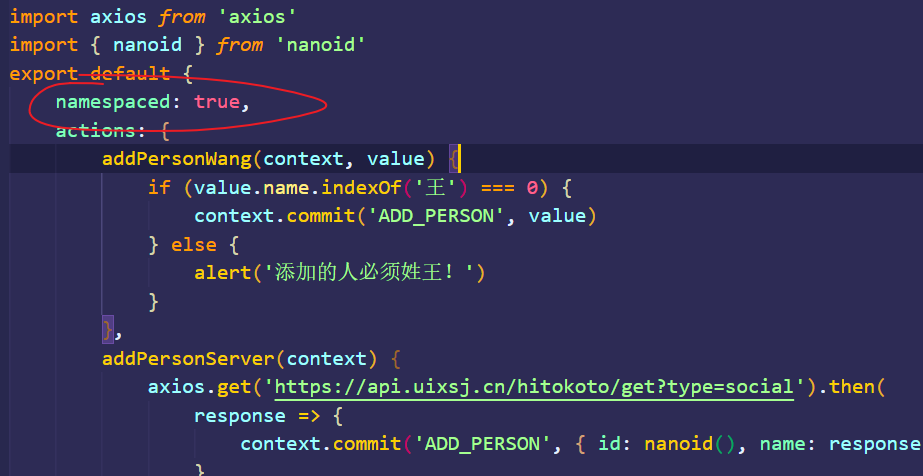 import axios from 'axios'
import { nanoid } from 'nanoid'
export default {
namespaced: true,
actions: {
addPersonWang(context, value) {
if (value.name.indexOf('王') === 0) {
context.commit('ADD_PERSON', value)
} else {
alert('添加的人必须姓王！')
}
},
addPersonServer(context) {
axios.get('https://api.uixsj.cn/hitokoto/get?type=social').then(
response => {
context.commit('ADD_PERSON', { id: nanoid(), name: response
}